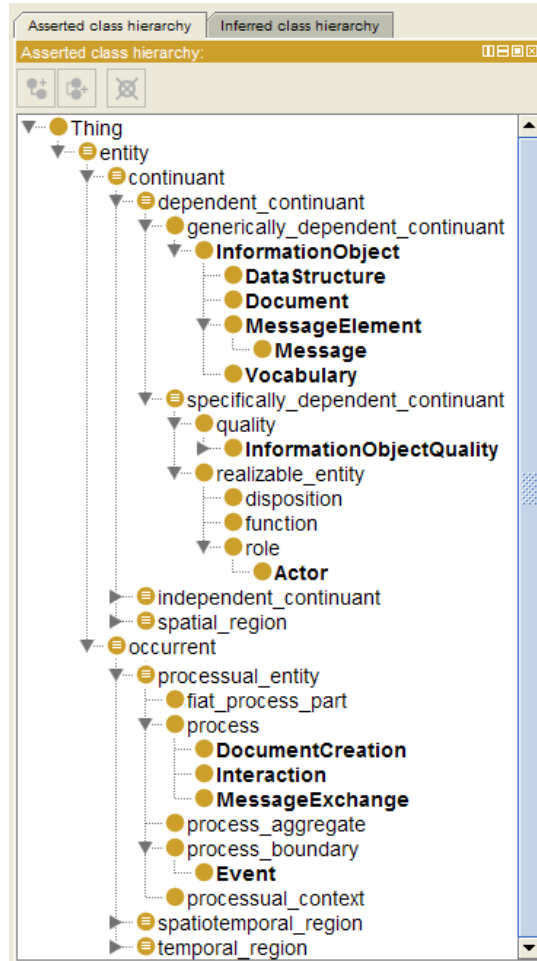 Asserted class hierarchy Inferred class hierarchy
Asserted class hierarchy:
Thing
entity
continuant
dependent_continuant
generically_dependent_continuant
InformationObject
DataStructure
Document
MessageElement
Message
Vocabulary
specifically_dependent_continuant
quality
InformationObjectQuality
realizable_entity
disposition
function
role
Actor
independent_continuant
spatial_region
occurrent
processual_entity
fiat_process_part
process
DocumentCreation
Interaction
MessageExchange
process_aggregate
process_boundary
Event
processual_context
spatiotemporal_region
temporal_region